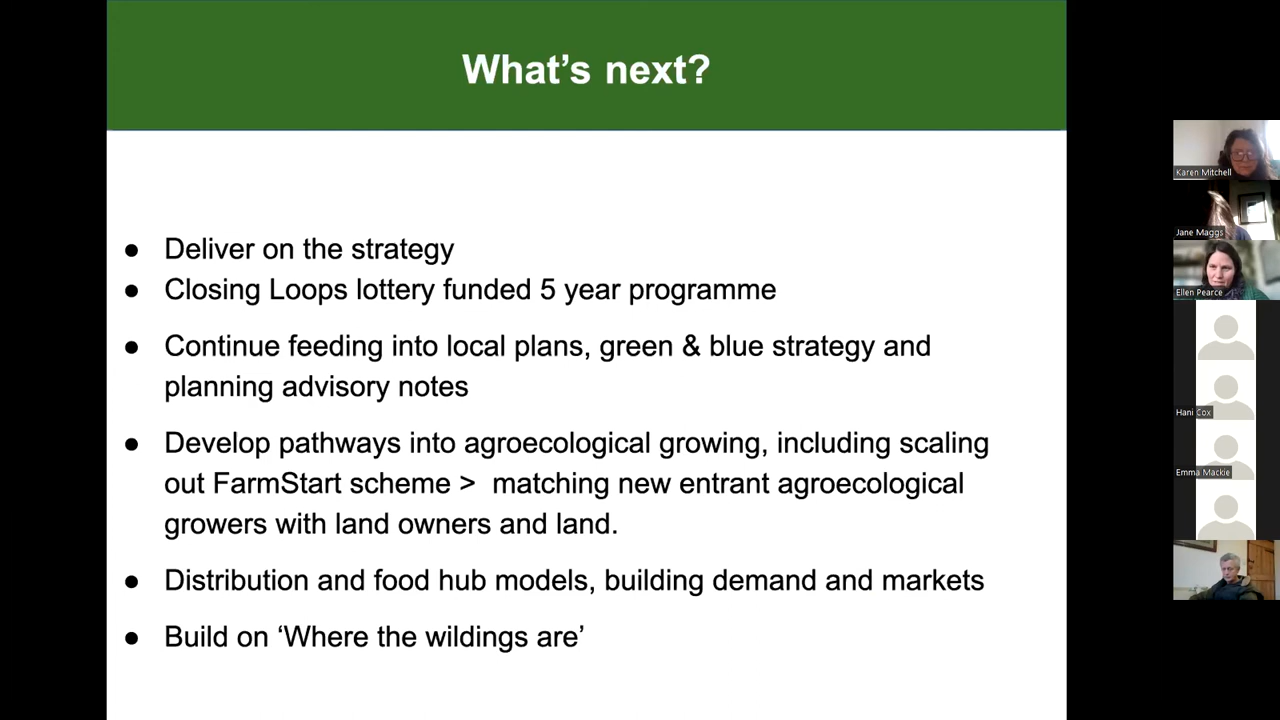 What's next?
● Deliver on the strategy
● Closing Loops lottery funded 5 year programme
● Continue feeding into local plans, green & blue strategy and
planning advisory notes
● Develop pathways into agroecological growing, including scaling
out FarmStart scheme > matching new entrant agroecological
growers with land owners and land.
● Distribution and food hub models, building demand and markets
● Build on ‘Where the wildings are’
Karen Mitchell
Jane Maggs
Ellen Pearce
Hani Cox
Emma Mackie